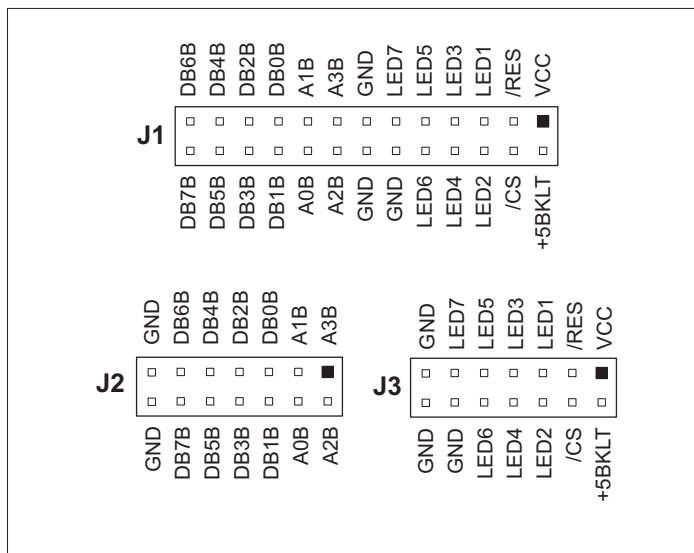 DB6B DB4B DB2B DB0B A1B A3B GND LED7 LED5 LED3 LED1 /RES VCC
J1
DB7B DB5B DB3B DB1B A0B A2B GND GND LED6 LED4 LED2 /CS +5BKLT
GND DB6B DB4B DB2B DB0B A1B A3B
J2
GND DB7B DB5B DB3B DB1B A0B A2B
GND LED7 LED5 LED3 LED1 /RES VCC
J3
GND GND LED6 LED4 LED2 /CS +5BKLT